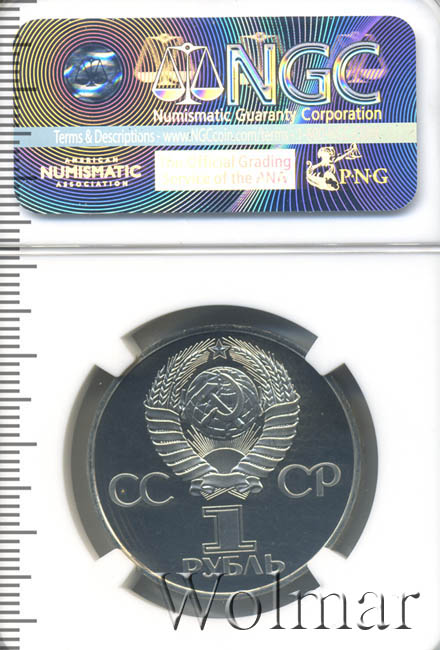 NGC
Numismatic Guaranty Corporation
Terms & Descriptions - www.NGCcoin.com/terms
AMERICAN
NUMISMATIC
ASSOCIATION
The Official Grading
Service of the ANA
PNG
СС СР
1
РУБЛЬ
Wolmar